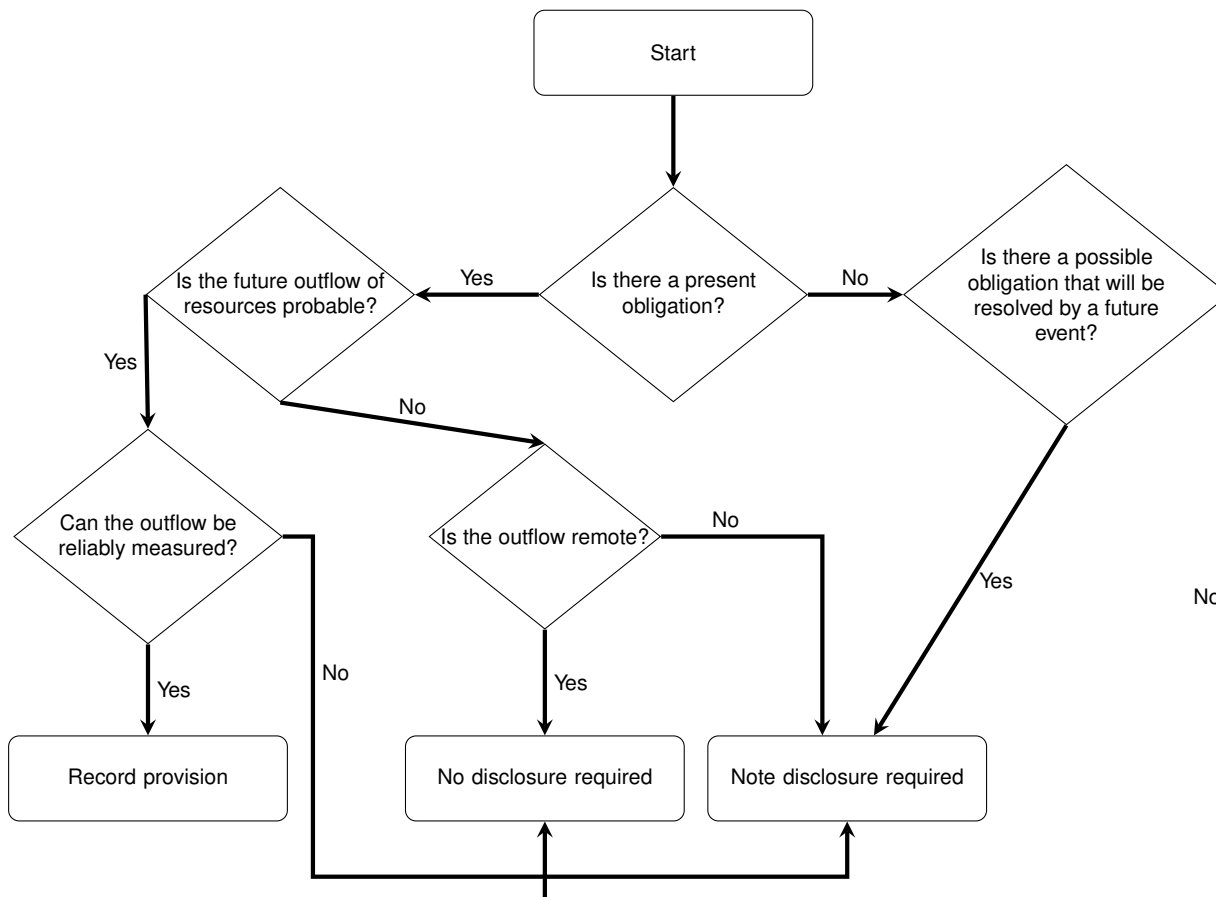 Start
Is the future outflow of
resources probable?
Yes
Is there a present
obligation?
No
Is there a possible
obligation that will be
resolved by a future
event?
Yes
No
Can the outflow be
reliably measured?
Is the outflow remote?
No
Yes
No
Yes
No
Yes
Record provision
No disclosure required
Note disclosure required